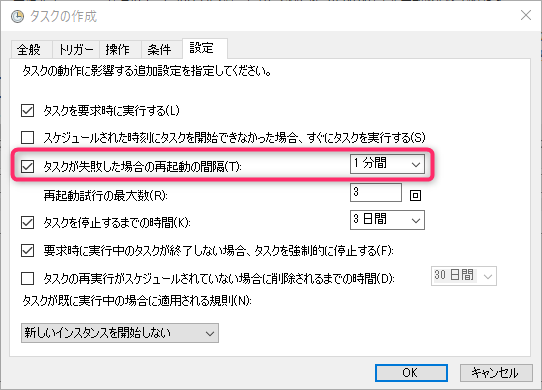 タスクの作成
全般 トリガー 操作 条件 設定
タスクの動作に影響する追加設定を指定してください。
タスクを要求時に実行する(L)
スケジュールされた時刻にタスクを開始できなかった場合、すぐにタスクを実行する(S)
タスクが失敗した場合の再起動の間隔(T): 1 分間
再起動試行の最大数(R): 3 回
タスクを停止するまでの時間(K): 3 日間
要求時に実行中のタスクが終了しない場合、タスクを強制的に停止する(F):
タスクの再実行がスケジュールされていない場合に削除されるまでの時間(D): 30 日間
タスクが既に実行中の場合に適用される規則(N):
新しいインスタンスを開始しない
OK キャンセル